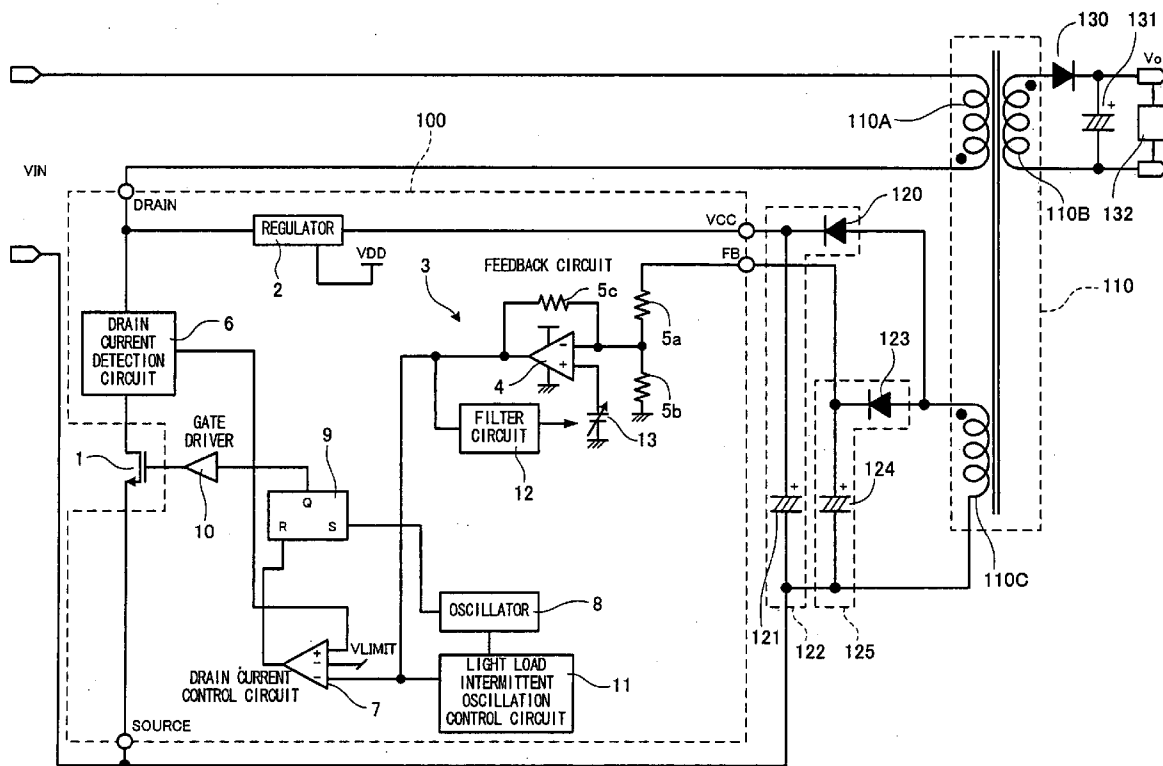 130
131
Vo
110A
100
VIN
DRAIN
110B
132
120
VCC
REGULATOR
VDD
2
FB
FEEDBACK CIRCUIT
3
5c
5a
110
6
DRAIN
CURRENT
DETECTION
CIRCUIT
4
5b
123
FILTER
CIRCUIT
13
GATE
DRIVER
9
12
124
1
Q
R
S
10
110C
OSCILLATOR
8
VLIMIT
121
122
125
DRAIN CURRENT
CONTROL CIRCUIT
7
LIGHT LOAD
INTERMITTENT
OSCILLATION
CONTROL CIRCUIT
11
SOURCE